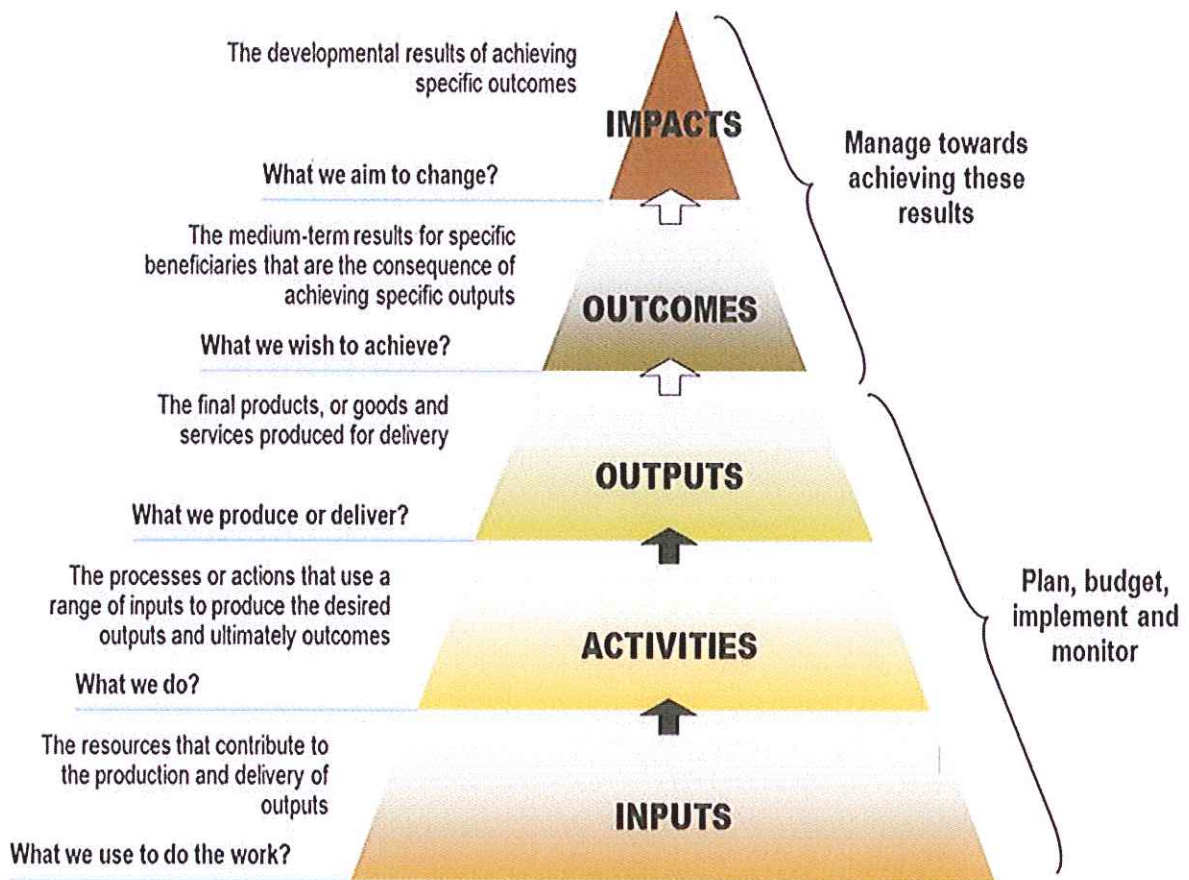 The developmental results of achieving
specific outcomes
IMPACTS
What we aim to change?
Manage towards
achieving these
results
The medium-term results for specific
beneficiaries that are the consequence of
achieving specific outputs
OUTCOMES
What we wish to achieve?
The final products, or goods and
services produced for delivery
OUTPUTS
What we produce or deliver?
The processes or actions that use a
range of inputs to produce the desired
outputs and ultimately outcomes
ACTIVITIES
What we do?
Plan, budget,
implement and
monitor
The resources that contribute to
the production and delivery of
outputs
INPUTS
What we use to do the work?